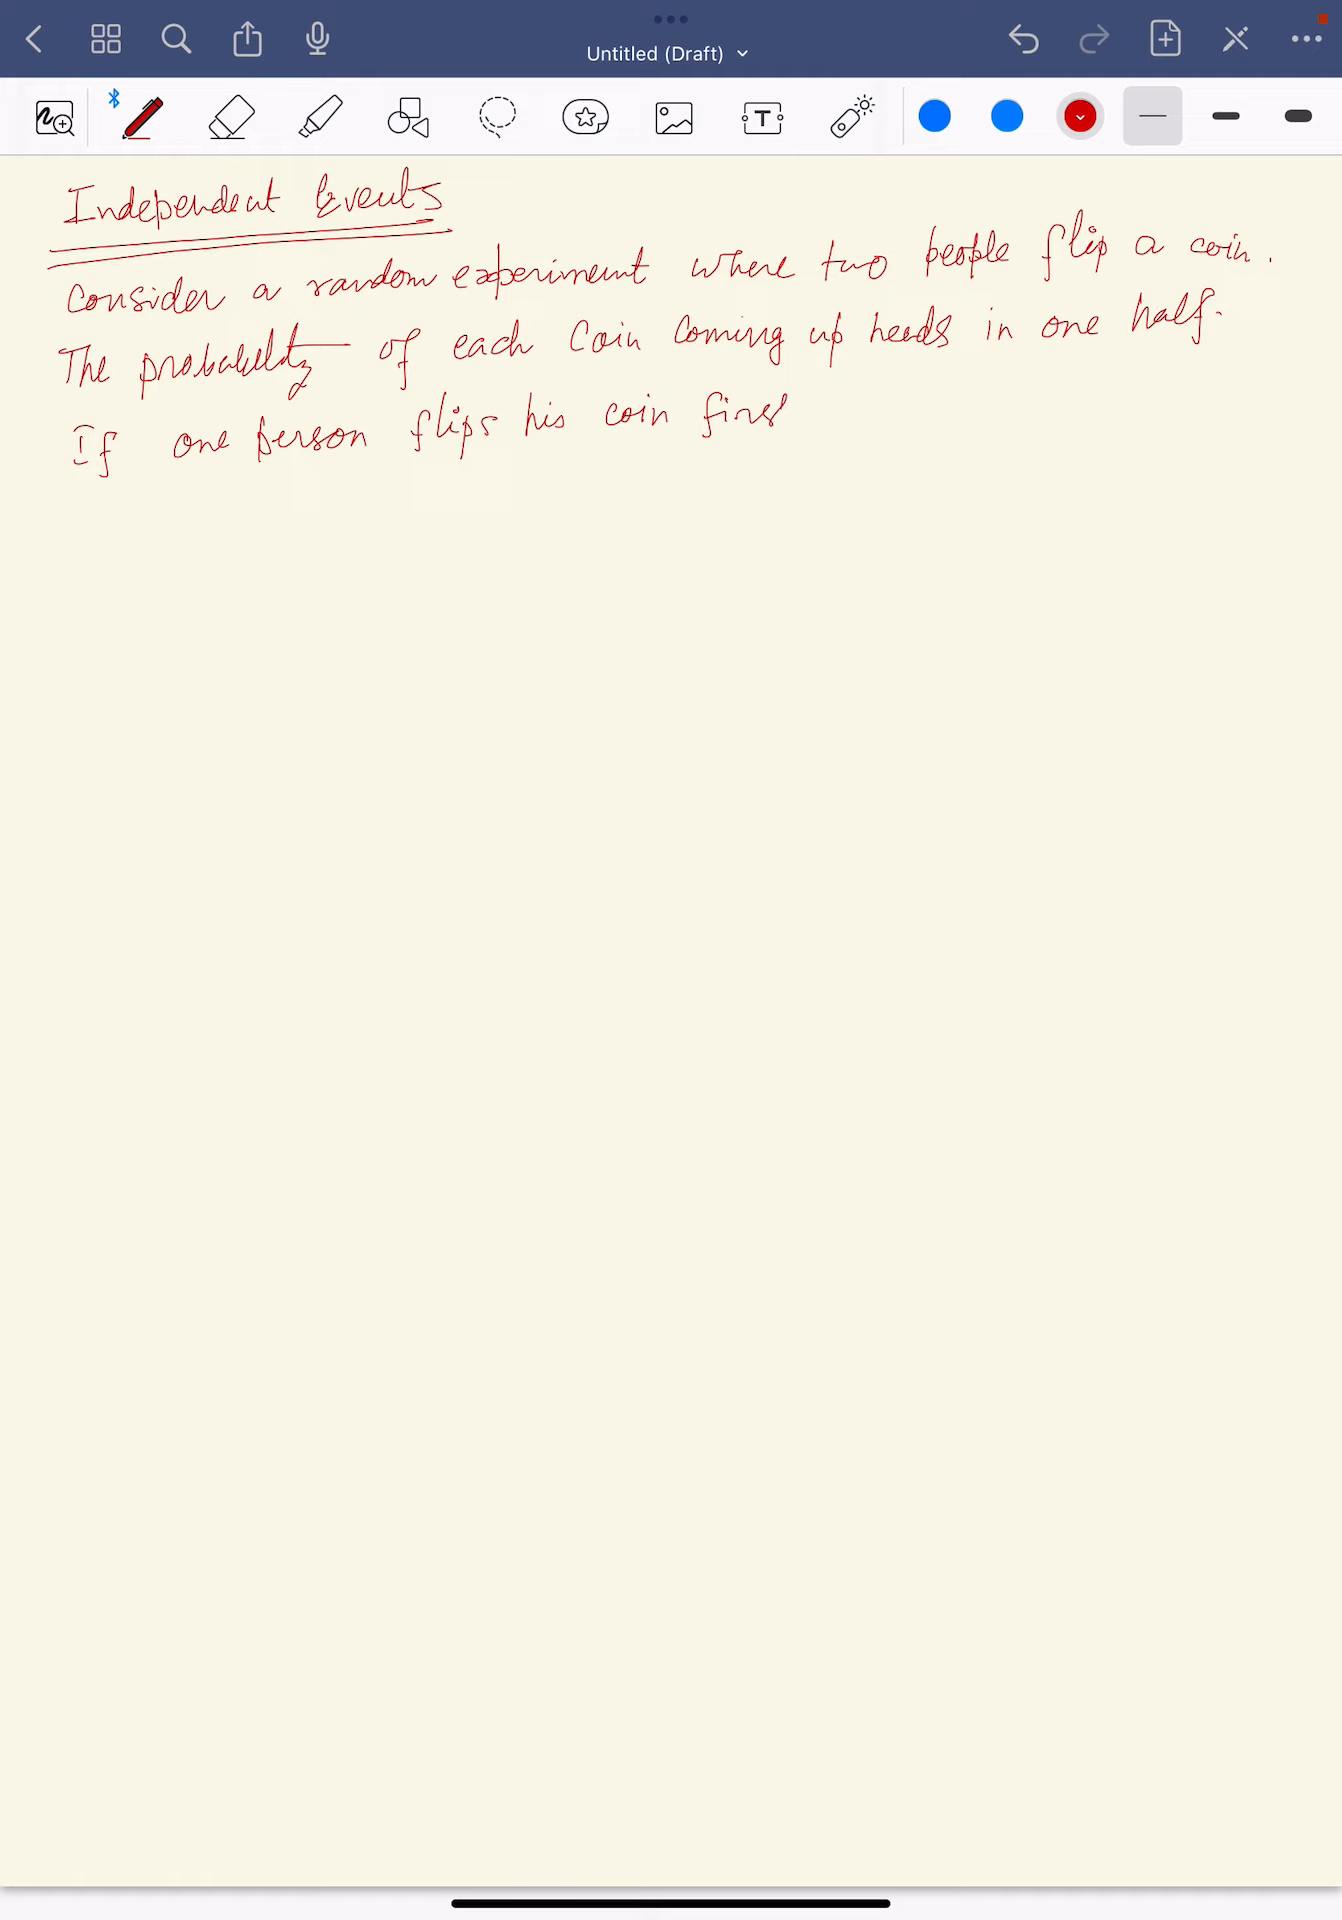 Untitled (Draft)
Independent Events
Consider a random experiment where two people flip a coin.
The probability of each coin coming up heads in one half.
If one person flips his coin first